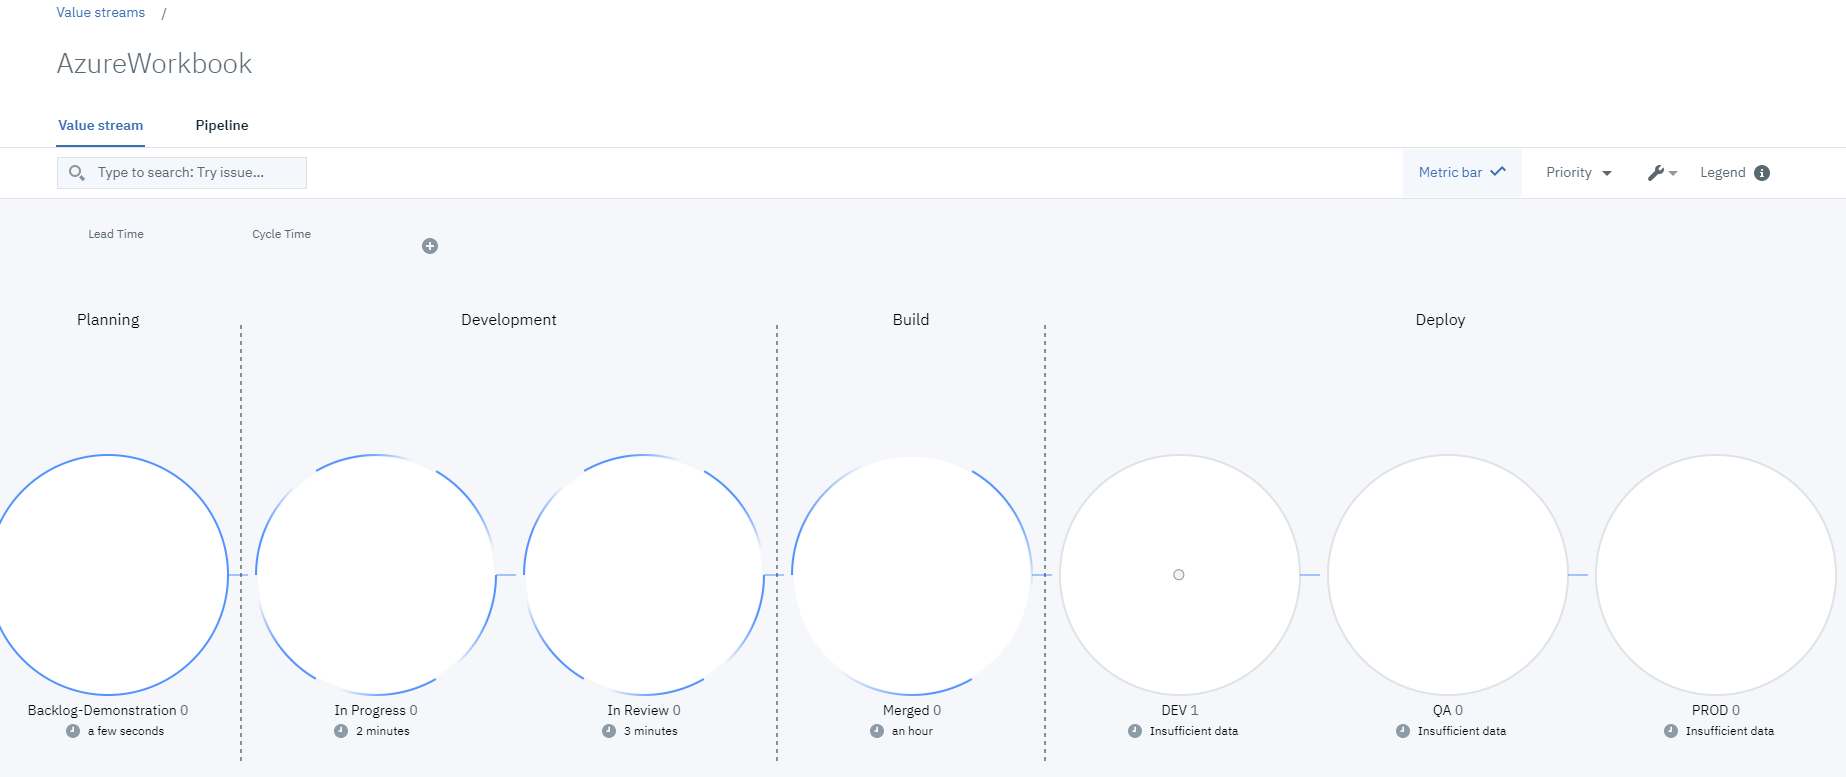 Value streams /
AzureWorkbook
Value stream Pipeline
Type to search: Try issue... Metric bar Priority Legend
Lead Time Cycle Time
Planning Development Build Deploy
Backlog-Demonstration 0 In Progress 0 In Review 0 Merged 0 DEV 1 QA 0 PROD 0
a few seconds 2 minutes 3 minutes an hour Insufficient data Insufficient data Insufficient data